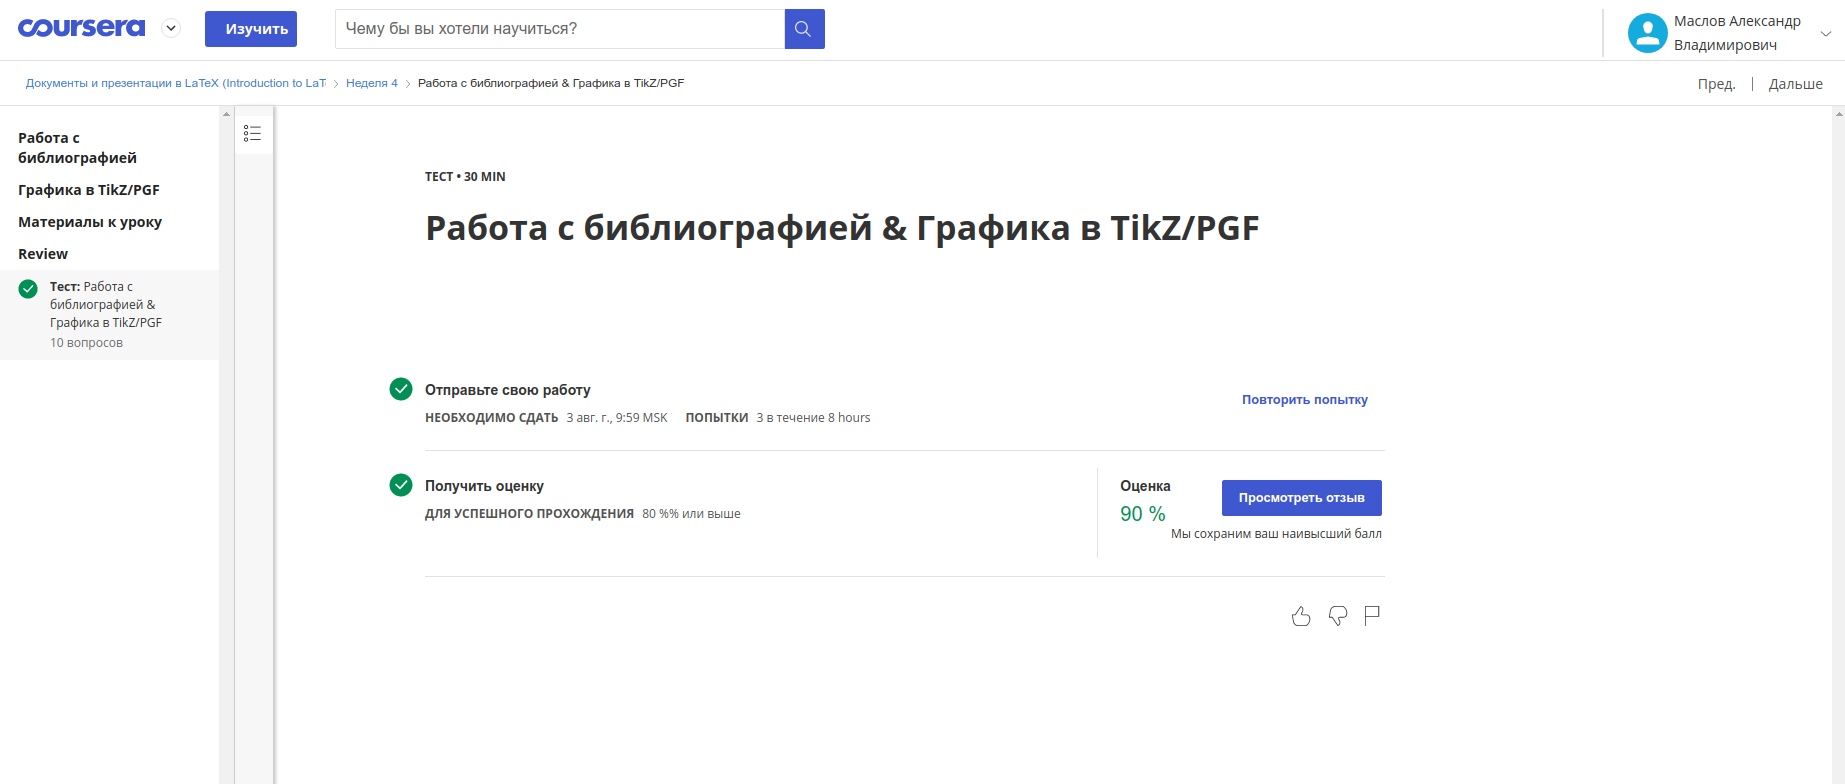 coursera
Изучить
Чему бы вы хотели научиться?
Маслов Александр
Владимирович
Документы и презентации в LaTeX (Introduction to LaT
Неделя 4
Работа с библиографией & Графика в TikZ/PGF
Пред.
Дальше
Работа с
библиографией
Графика в TikZ/PGF
Материалы к уроку
Review
Тест: Работа с
библиографией &
Графика в TikZ/PGF
10 вопросов
ТЕСТ • 30 MIN
Работа с библиографией & Графика в TikZ/PGF
Отправьте свою работу
НЕОБХОДИМО СДАТЬ 3 авг. г., 9:59 MSK ПОПЫТКИ 3 в течение 8 hours
Повторить попытку
Получить оценку
ДЛЯ УСПЕШНОГО ПРОХОЖДЕНИЯ 80 %% или выше
Оценка
90 %
Просмотреть отзыв
Мы сохраним ваш наивысший балл